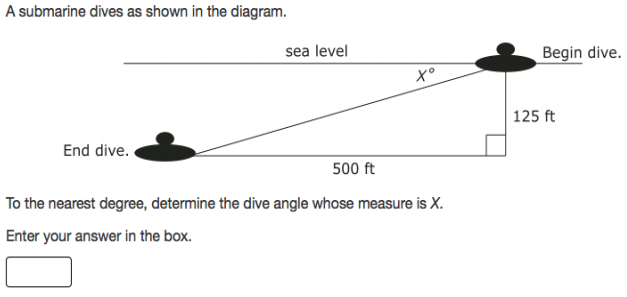 A submarine dives as shown in the diagram.
sea level
Begin dive.
X°
125 ft
End dive.
500 ft
To the nearest degree, determine the dive angle whose measure is X.
Enter your answer in the box.